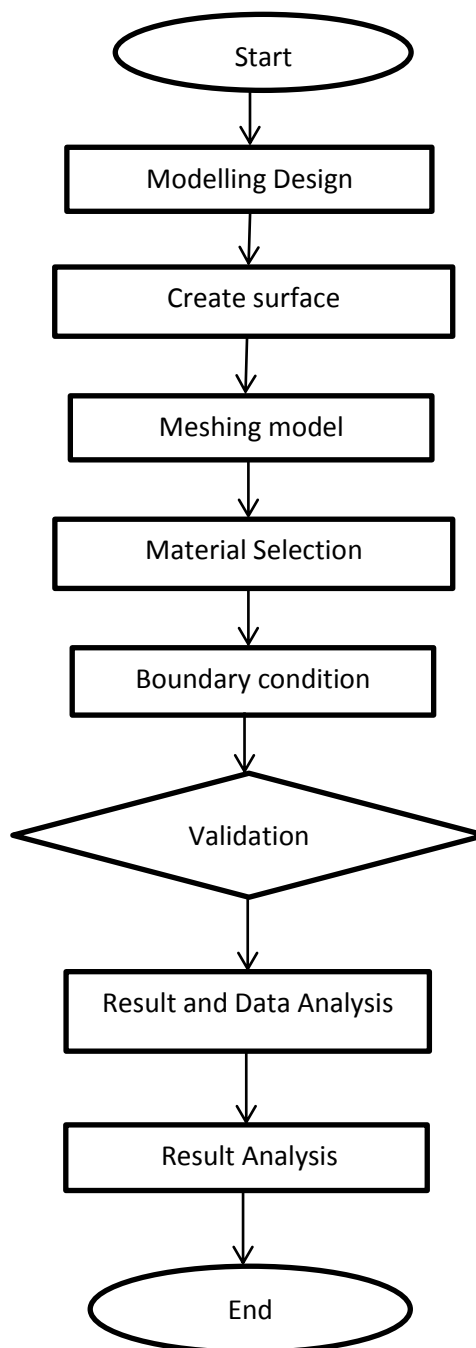 Start
Modelling Design
Create surface
Meshing model
Material Selection
Boundary condition
Validation
Result and Data Analysis
Result Analysis
End